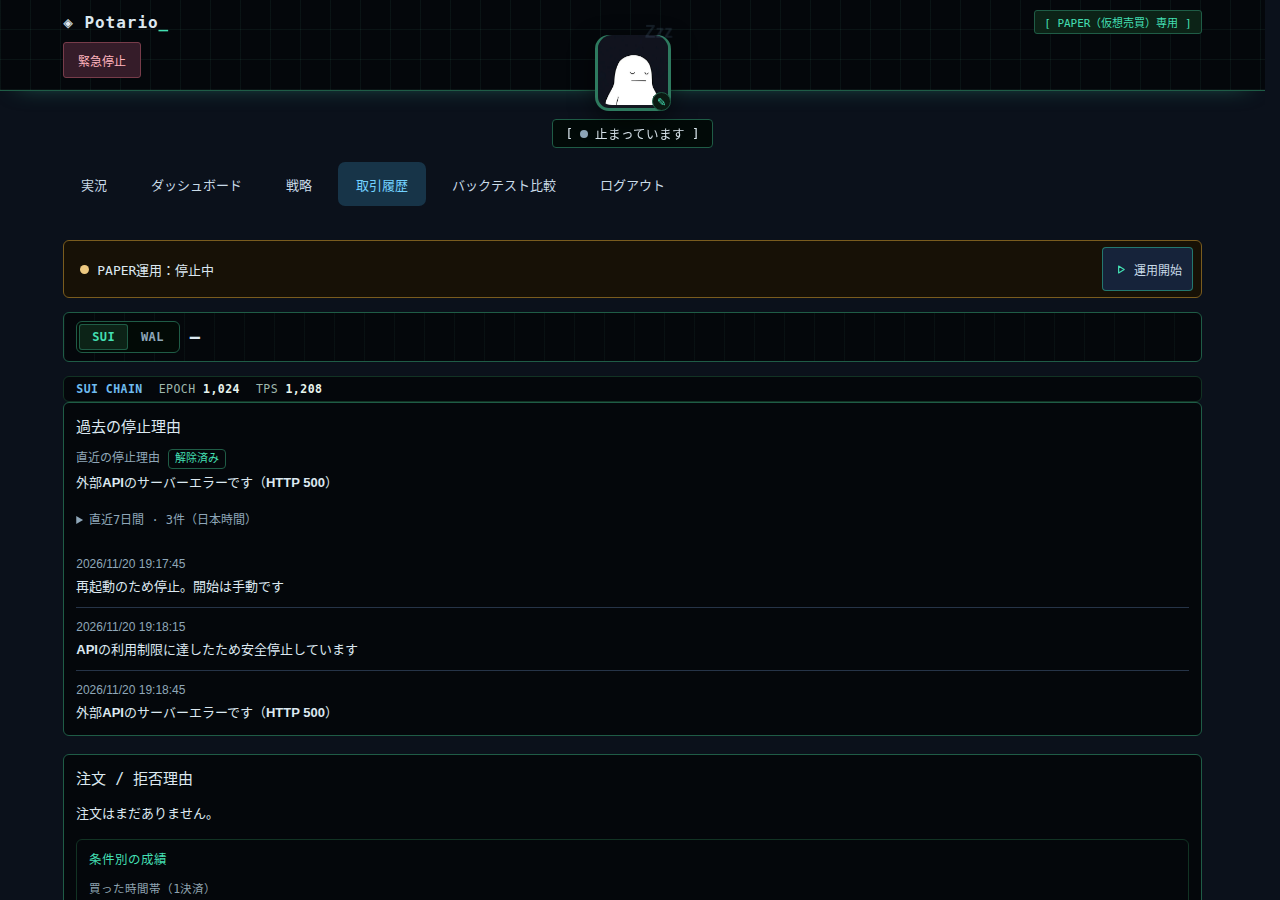 ◈ Potario_
[ PAPER（仮想売買）専用 ]
緊急停止
Zzz
[ ● 止まっています ]
実況 ダッシュボード 戦略 取引履歴 バックテスト比較 ログアウト
PAPER運用：停止中
運用開始
SUI WAL —
SUI CHAIN EPOCH 1,024 TPS 1,208
過去の停止理由
直近の停止理由 解除済み
外部APIのサーバーエラーです（HTTP 500）
▶ 直近7日間 · 3件（日本時間）
2026/11/20 19:17:45
再起動のため停止。開始は手動です
2026/11/20 19:18:15
APIの利用制限に達したため安全停止しています
2026/11/20 19:18:45
外部APIのサーバーエラーです（HTTP 500）
注文 / 拒否理由
注文はまだありません。
条件別の成績
買った時間帯（1決済）